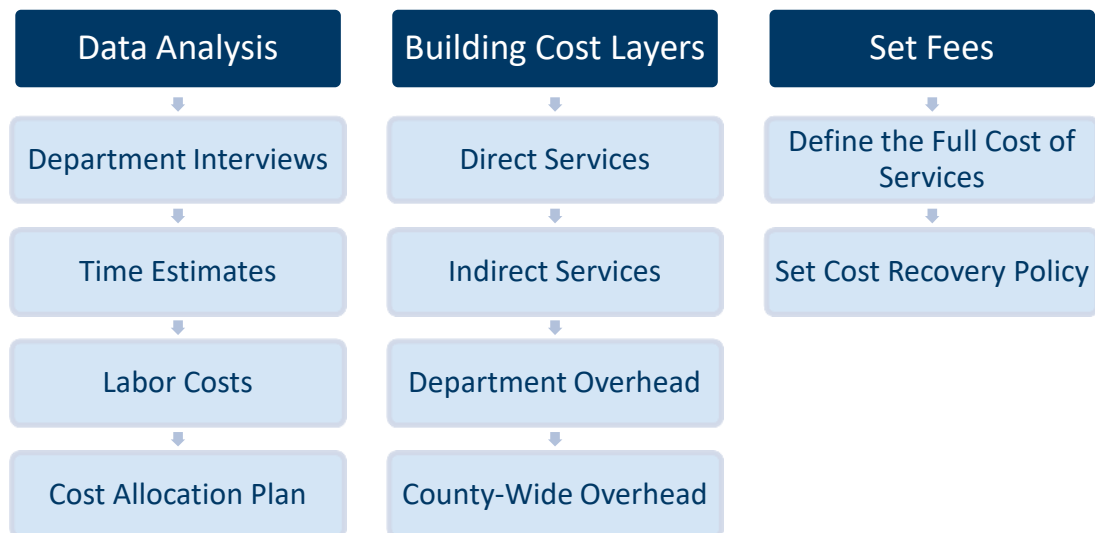 Data Analysis
Department Interviews
Time Estimates
Labor Costs
Cost Allocation Plan
Building Cost Layers
Direct Services
Indirect Services
Department Overhead
County-Wide Overhead
Set Fees
Define the Full Cost of
Services
Set Cost Recovery Policy